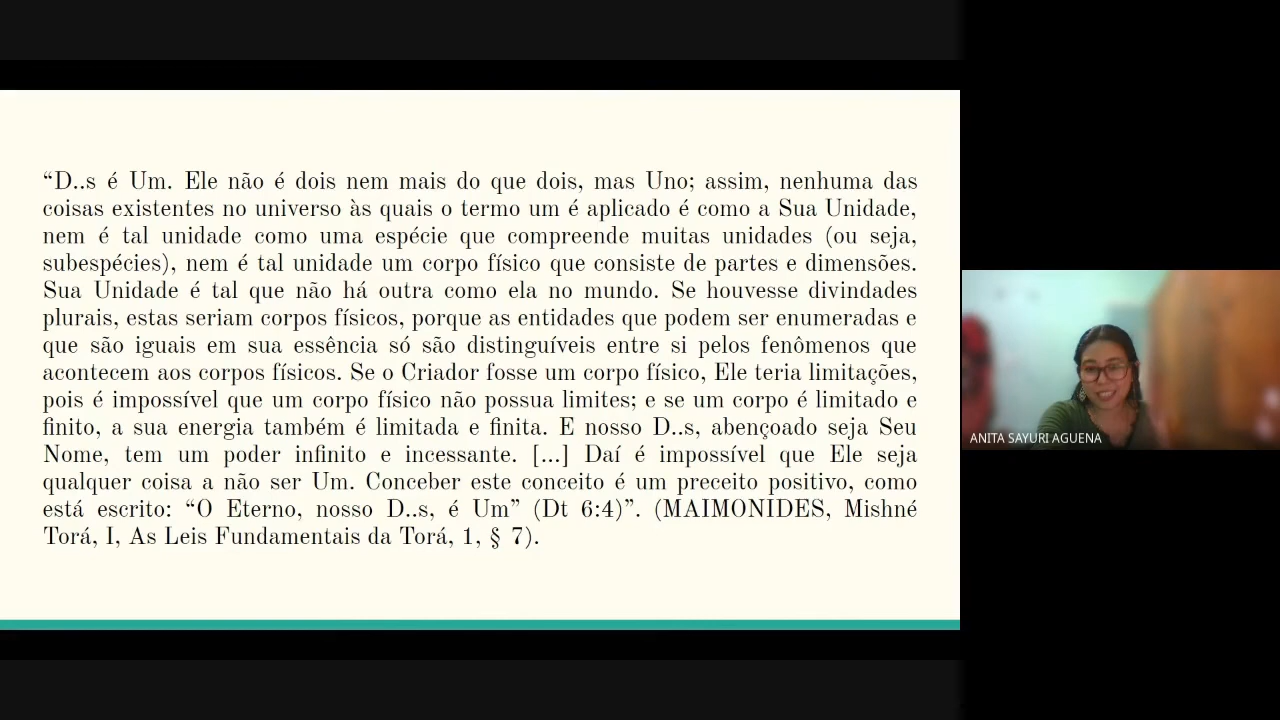 “D..s é Um. Ele não é dois nem mais do que dois, mas Uno; assim, nenhuma das
coisas existentes no universo às quais o termo um é aplicado é como a Sua Unidade,
nem é tal unidade como uma espécie que compreende muitas unidades (ou seja,
subespécies), nem é tal unidade um corpo físico que consiste de partes e dimensões.
Sua Unidade é tal que não há outra como ela no mundo. Se houvesse divindades
plurais, estas seriam corpos físicos, porque as entidades que podem ser enumeradas e
que são iguais em sua essência só são distinguíveis entre si pelos fenômenos que
acontecem aos corpos físicos. Se o Criador fosse um corpo físico, Ele teria limitações,
pois é impossível que um corpo físico não possua limites; e se um corpo é limitado e
finito, a sua energia também é limitada e finita. E nosso D..s, abençoado seja Seu
Nome, tem um poder infinito e incessante. [...] Daí é impossível que Ele seja
qualquer coisa a não ser Um. Conceber este conceito é um preceito positivo, como
está escrito: “O Eterno, nosso D..s, é Um” (Dt 6:4)”. (MAIMONIDES, Mishné
Torá, I, As Leis Fundamentais da Torá, 1, § 7).
ANITA SAYURI AGUENA